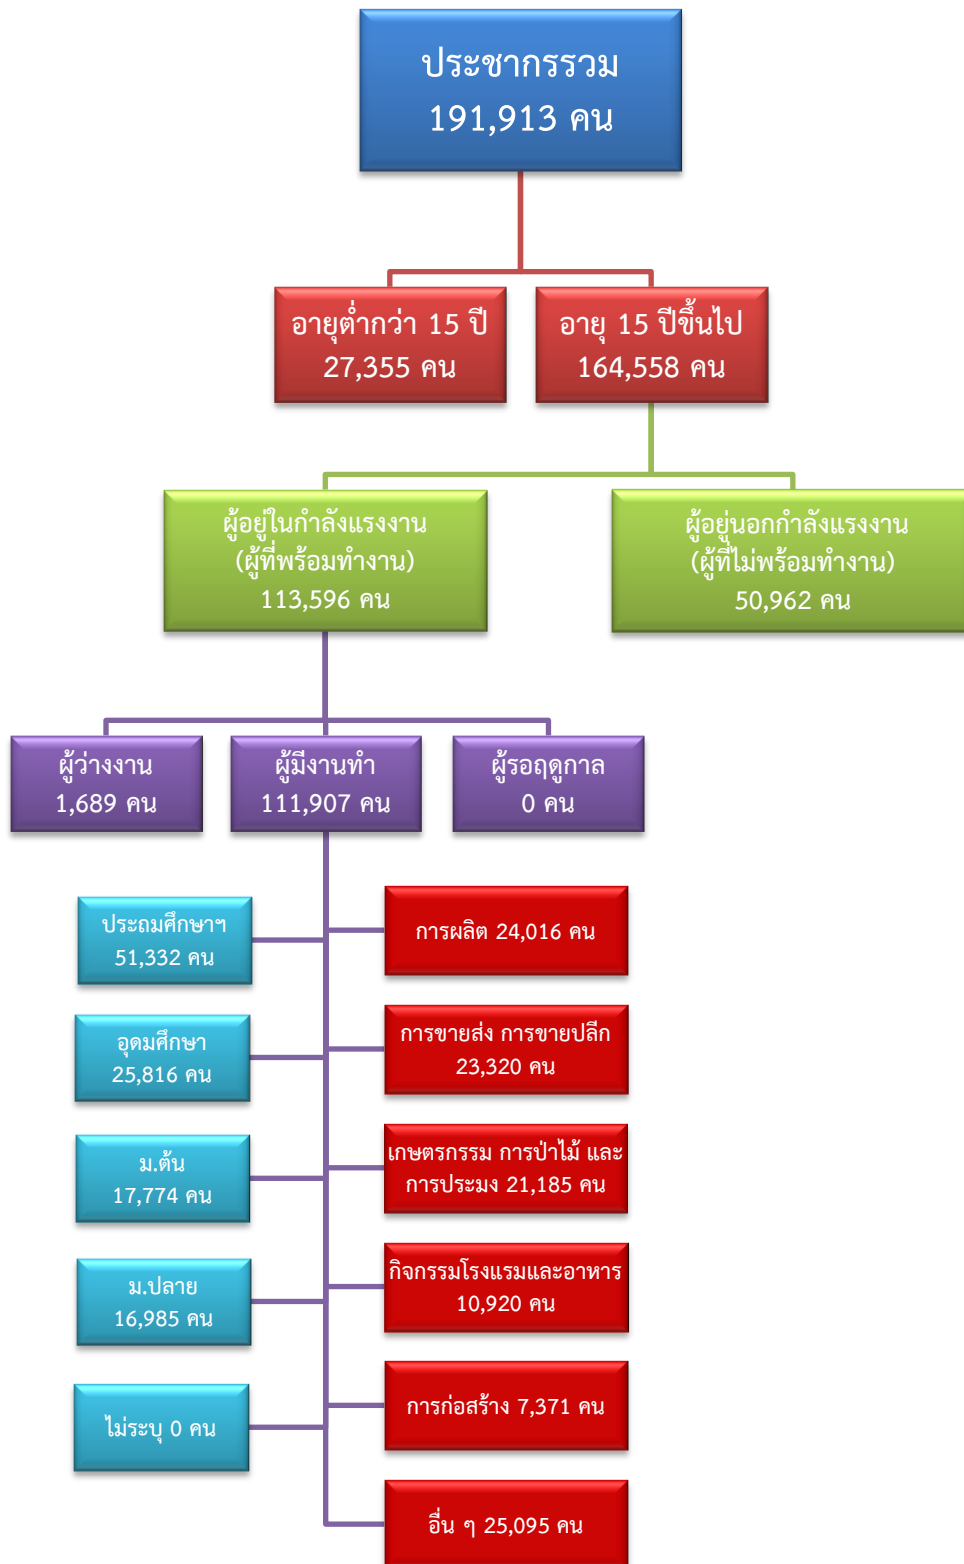 ประชากรรวม
191,913 คน
อายุต่ำกว่า 15 ปี
27,355 คน
อายุ 15 ปีขึ้นไป
164,558 คน
ผู้อยู่ในกำลังแรงงาน
(ผู้ที่พร้อมทำงาน)
113,596 คน
ผู้อยู่นอกกำลังแรงงาน
(ผู้ที่ไม่พร้อมทำงาน)
50,962 คน
ผู้ว่างงาน
1,689 คน
ผู้มีงานทำ
111,907 คน
ผู้รอฤดูกาล
0 คน
ประถมศึกษาฯ
51,332 คน
อุดมศึกษา
25,816 คน
ม.ต้น
17,774 คน
ม.ปลาย
16,985 คน
ไม่ระบุ 0 คน
การผลิต 24,016 คน
การขายส่ง การขายปลีก
23,320 คน
เกษตรกรรม การป่าไม้ และ
การประมง 21,185 คน
กิจกรรมโรงแรมและอาหาร
10,920 คน
การก่อสร้าง 7,371 คน
อื่น ๆ 25,095 คน